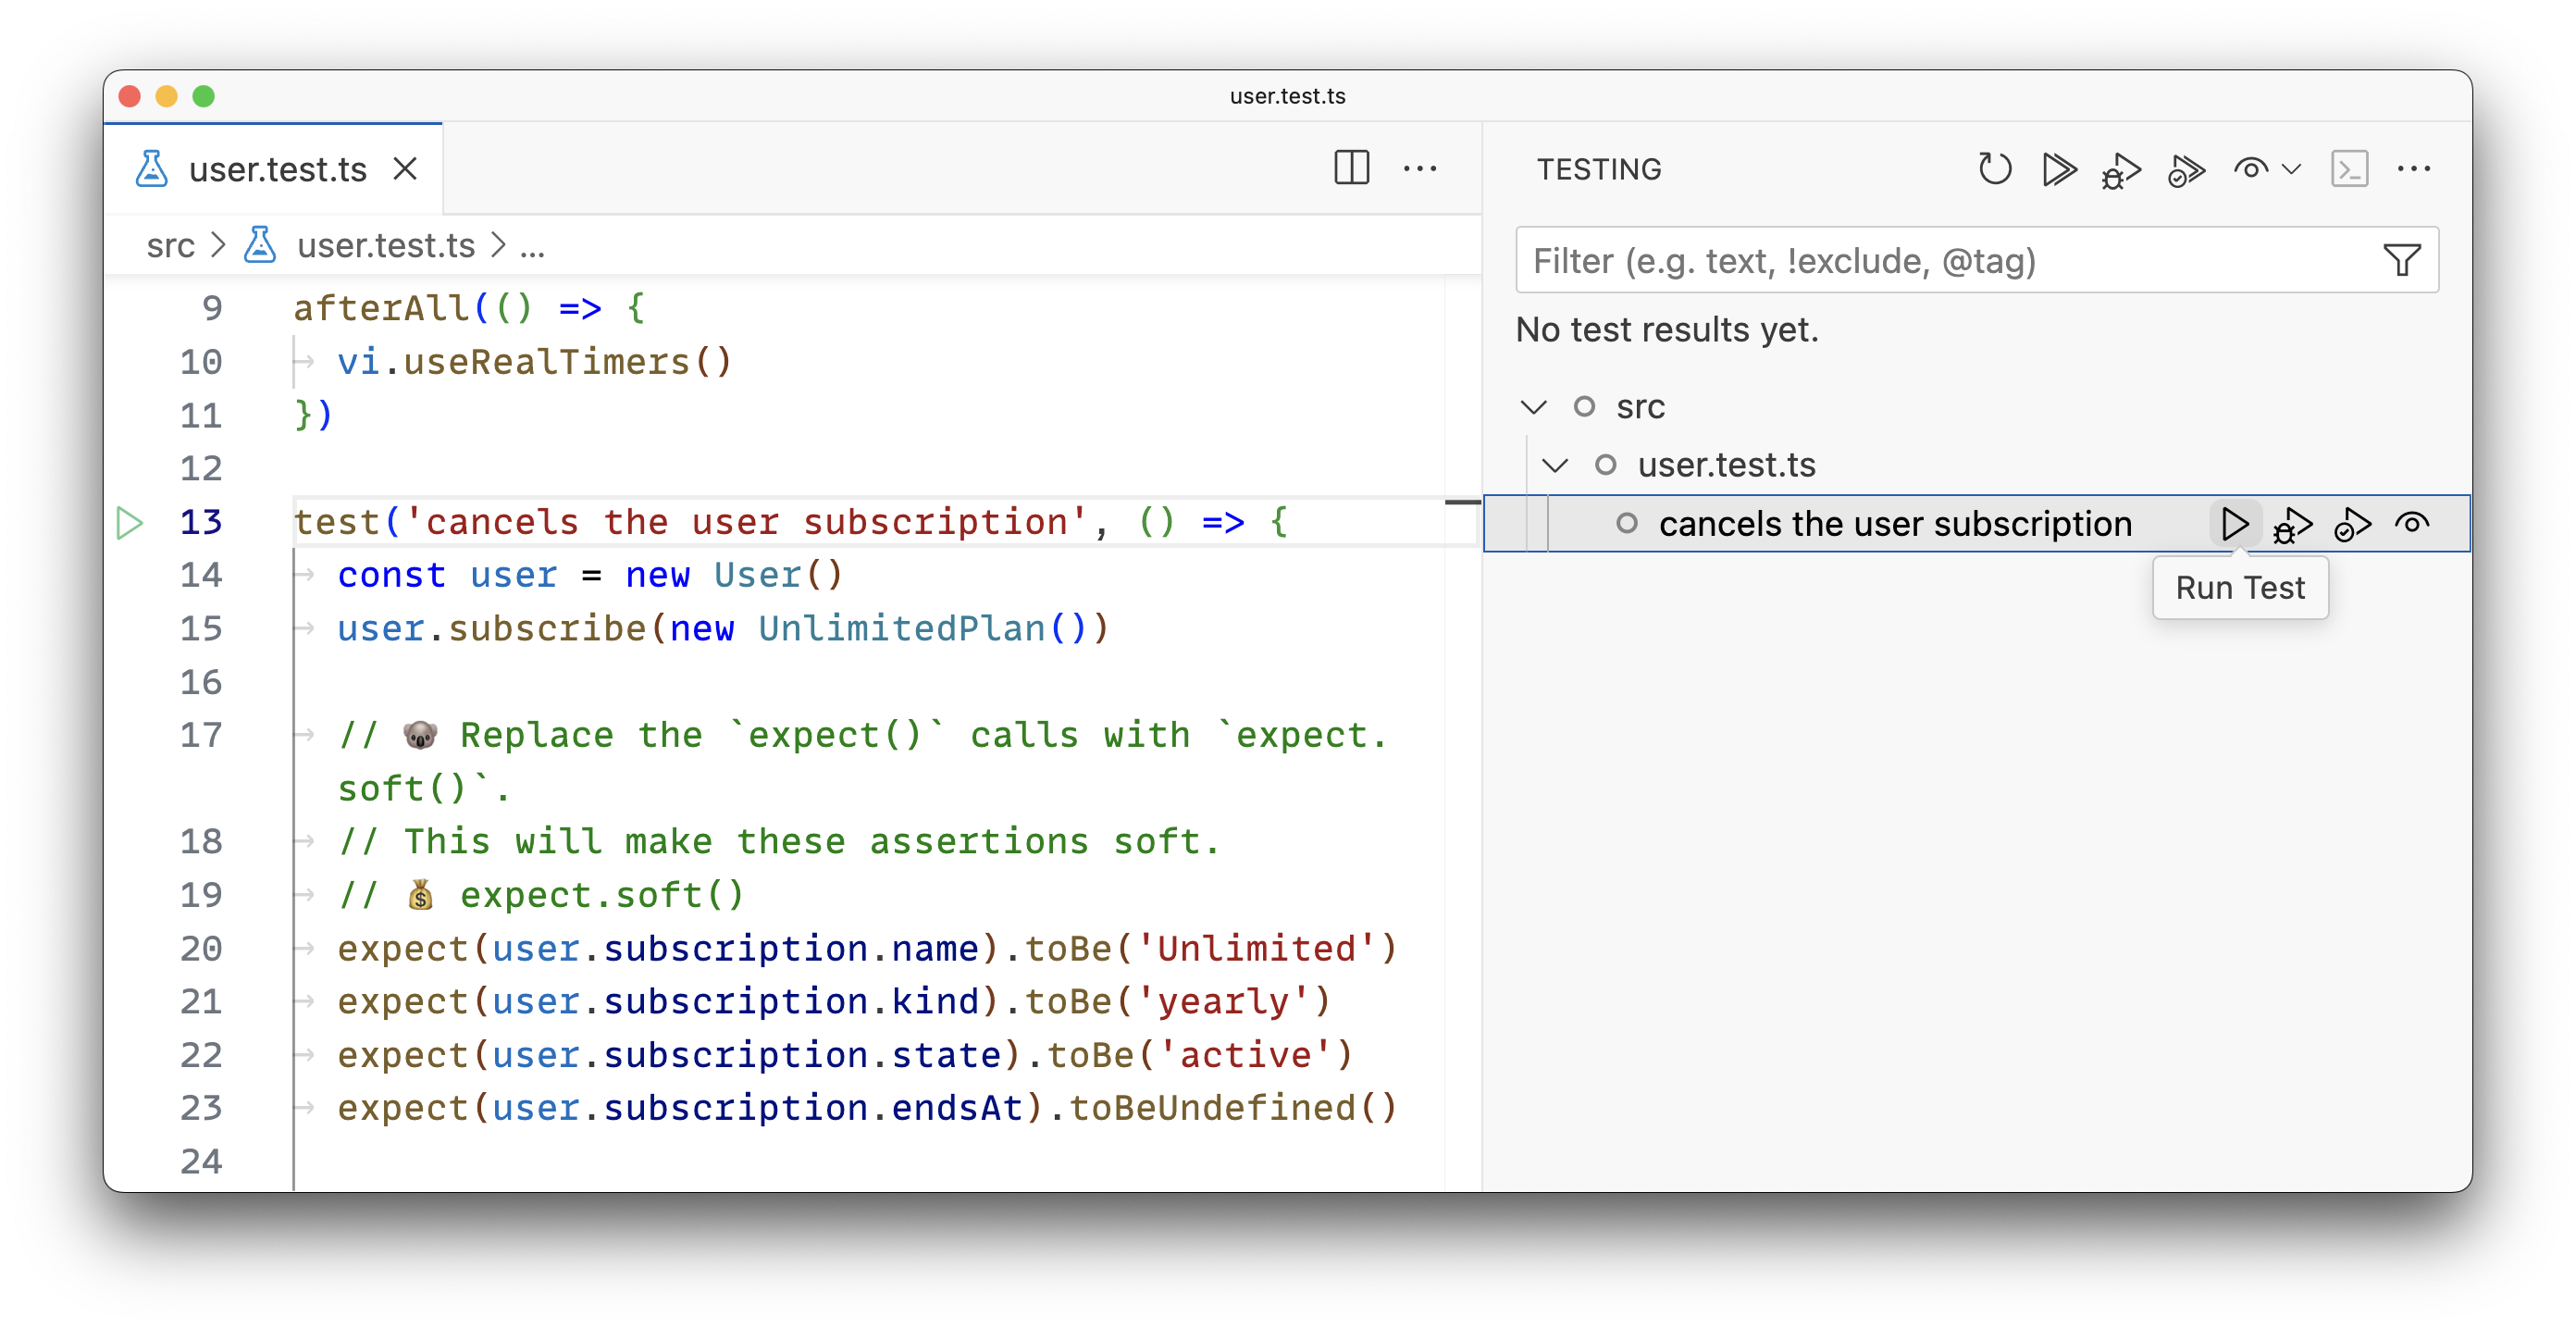 user.test.ts
user.test.ts
src > user.test.ts > ...
9 afterAll(() => {
10 vi.useRealTimers()
11 })
12
13 test('cancels the user subscription', () => {
14 const user = new User()
15 user.subscribe(new UnlimitedPlan())
16
17 // 🐨 Replace the `expect()` calls with `expect.
soft()`.
18 // This will make these assertions soft.
19 // 💰 expect.soft()
20 expect(user.subscription.name).toBe('Unlimited')
21 expect(user.subscription.kind).toBe('yearly')
22 expect(user.subscription.state).toBe('active')
23 expect(user.subscription.endsAt).toBeUndefined()
24
TESTING
Filter (e.g. text, !exclude, @tag)
No test results yet.
src
user.test.ts
cancels the user subscription
Run Test